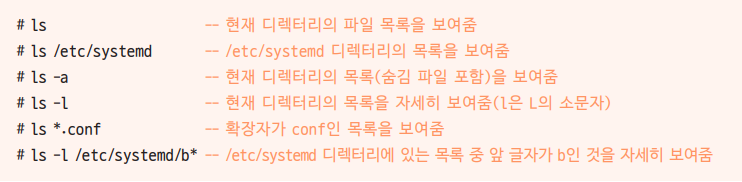 # ls -- 현재 디렉터리의 파일 목록을 보여줌
# ls /etc/systemd -- /etc/systemd 디렉터리의 목록을 보여줌
# ls -a -- 현재 디렉터리의 목록(숨김 파일 포함)을 보여줌
# ls -l -- 현재 디렉터리의 목록을 자세히 보여줌(l은 L의 소문자)
# ls *.conf -- 확장자가 conf인 목록을 보여줌
# ls -l /etc/systemd/b* -- /etc/systemd 디렉터리에 있는 목록 중 앞 글자가 b인 것을 자세히 보여줌